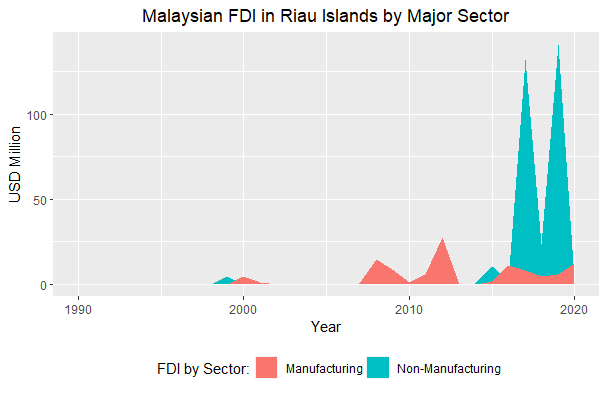 Malaysian FDI in Riau Islands by Major Sector
USD Million
100
50
0
1990 2000 2010 2020
Year
FDI by Sector: Manufacturing Non-Manufacturing